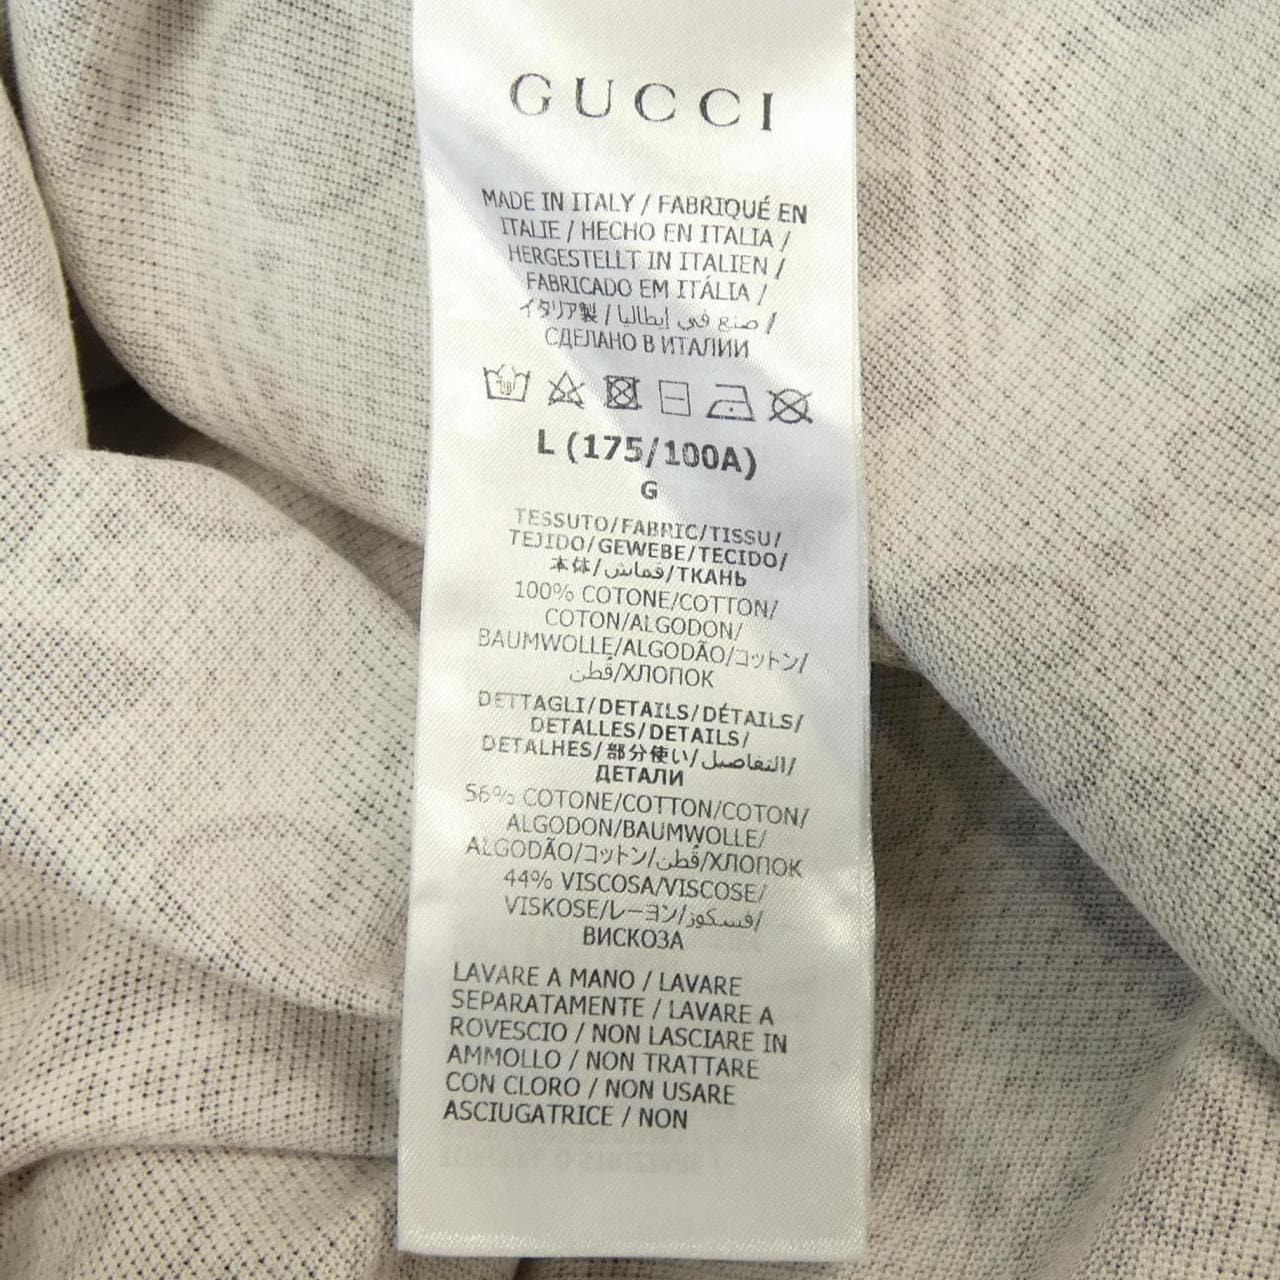 GUCCI
MADE IN ITALY / FABRIQUÉ EN
ITALIE / HECHO EN ITALIA /
HERGESTELLT IN ITALIEN /
FABRICADO EM ITÁLIA /
イタリア製 / صنع في إيطاليا /
СДЕЛАНО В ИТАЛИИ
L (175/100A)
G
TESSUTO/FABRIC/TISSU/
TEJIDO/GEWEBE/TECIDO/
本体/قماش/ТКАНЬ
100% COTONE/COTTON/
COTON/ALGODON/
BAUMWOLLE/ALGODÃO/コットン/
قُطن/ХЛОПОК
DETTAGLI/DETAILS/DÉTAILS/
DETALLES/DETAILS/
DETALHES/部分使い/التفاصيل/
ДЕТАЛИ
56% COTONE/COTTON/COTON/
ALGODON/BAUMWOLLE/
ALGODÃO/コットン/قُطن/ХЛОПОК
44% VISCOSA/VISCOSE/
VISKOSE/レーヨン/فسكوز/
ВИСКОЗА
LAVARE A MANO / LAVARE
SEPARATAMENTE / LAVARE A
ROVESCIO / NON LASCIARE IN
AMMOLLO / NON TRATTARE
CON CLORO / NON USARE
ASCIUGATRICE / NON